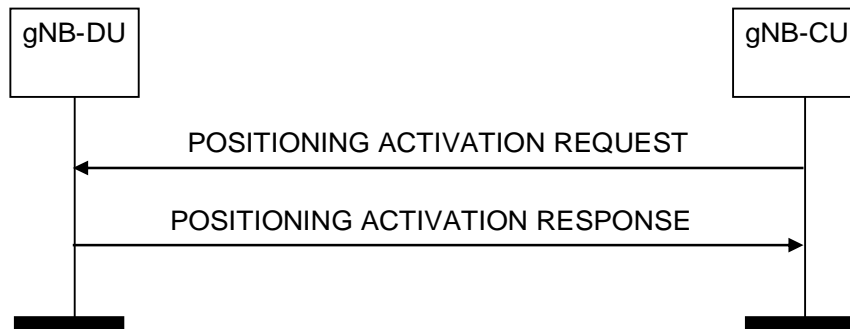 gNB-DU
gNB-CU
POSITIONING ACTIVATION REQUEST
POSITIONING ACTIVATION RESPONSE